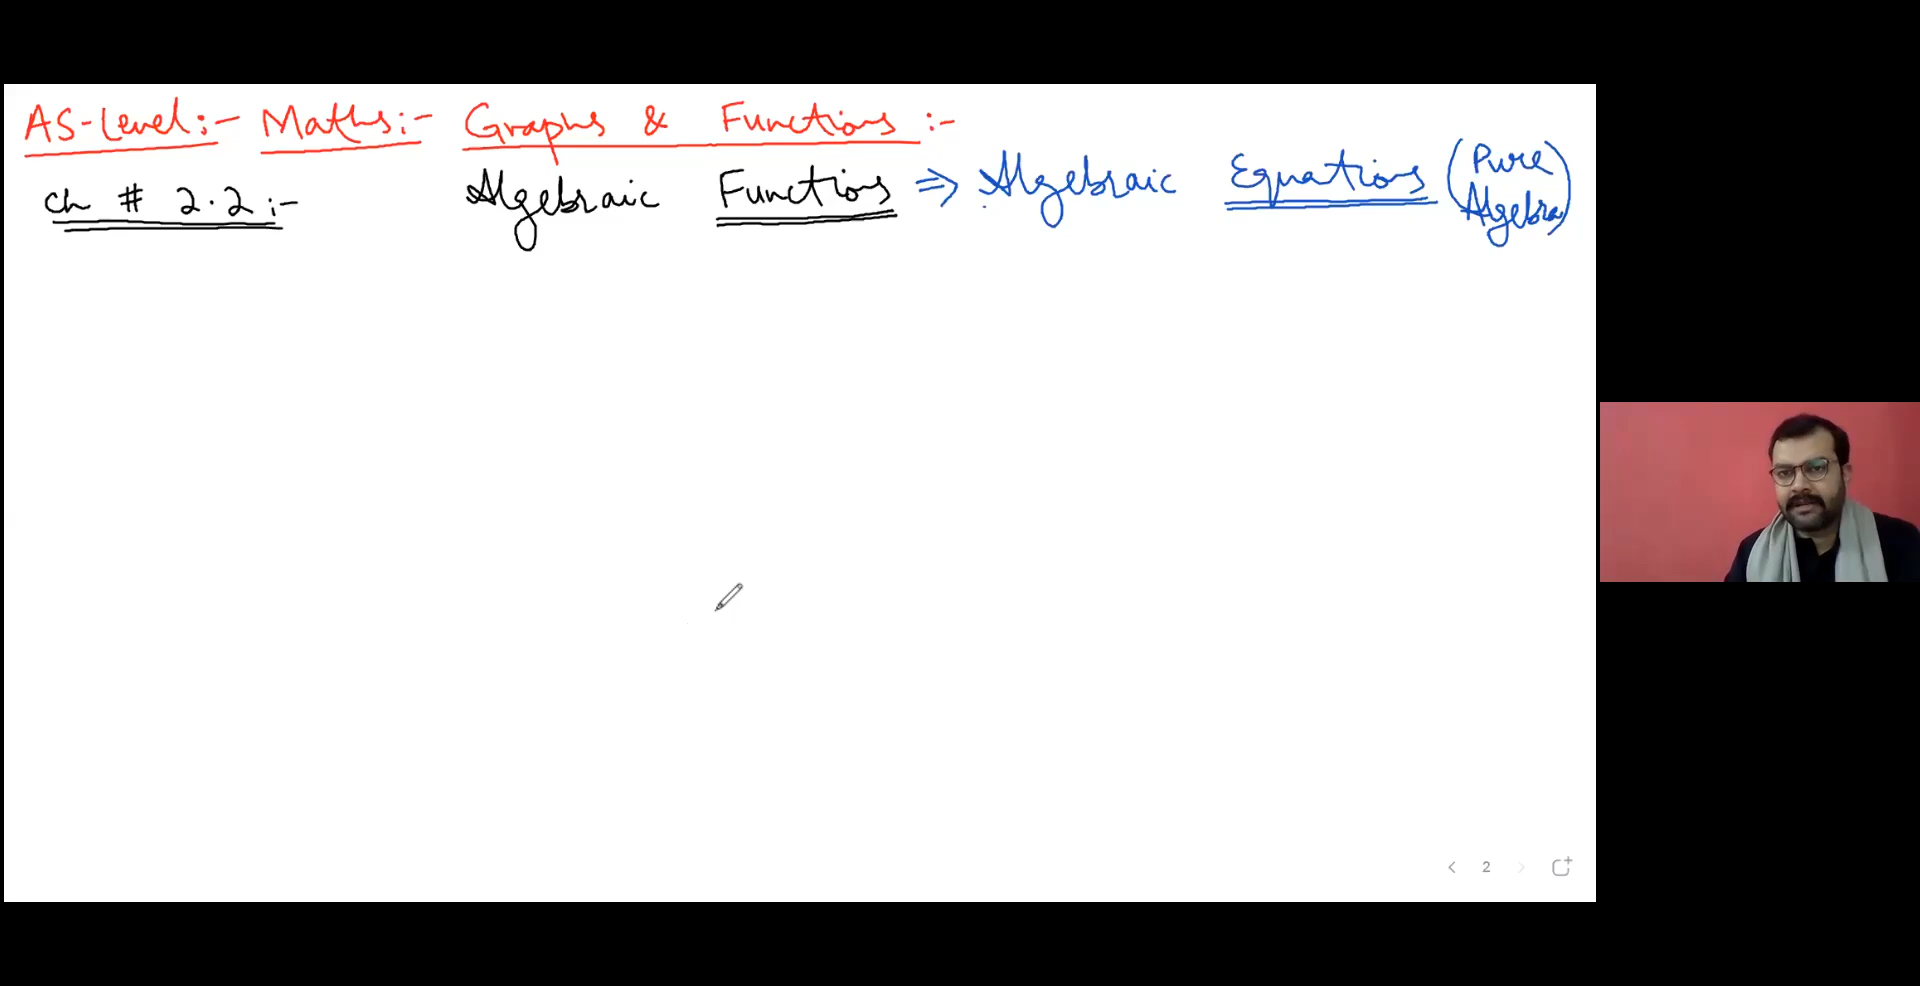 AS-Level:- Maths:- Graphs & Functions :-
Ch # 2.2 :- Algebraic Functions ⇒ Algebraic Equations (Pure Algebra)
2